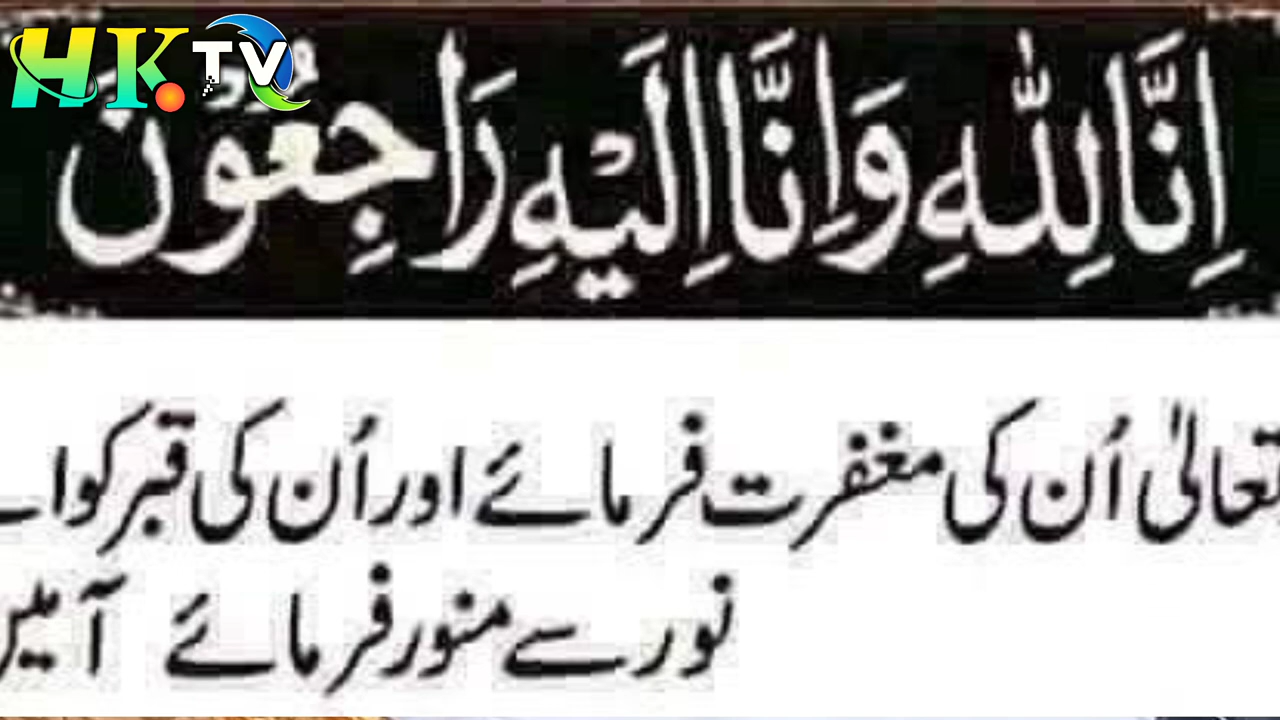 HK.TV
اِنَّا لِلّٰهِ وَاِنَّا اِلَيْهِ رَاجِعُوْنَ
تعالیٰ اُن کی مغفرت فرمائے اور اُن کی قبر کو
نور سے منور فرمائے آمین